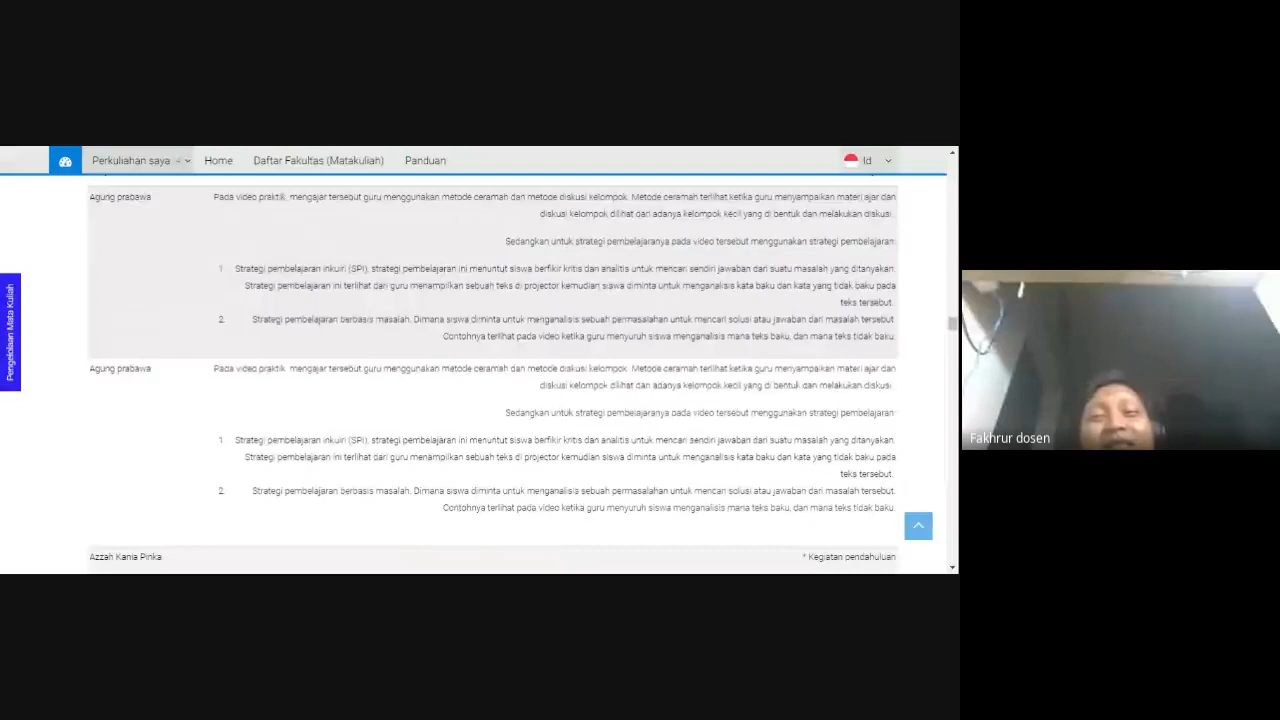 Perkuliahan saya Home Daftar Fakultas (Matakuliah) Panduan Id
Agung prabawa Pada video praktik, mengajar tersebut guru menggunakan metode ceramah dan metode diskusi kelompok. Metode ceramah terlihat ketika guru menyampaikan materi ajar dan
diskusi kelompok dilihat dari adanya kelompok kecil yang di bentuk dan melakukan diskusi.
Sedangkan untuk strategi pembelajaranya pada video tersebut menggunakan strategi pembelajaran:
1. Strategi pembelajaran inkuiri (SPI), strategi pembelajaran ini menuntut siswa berfikir kritis dan analitis untuk mencari sendiri jawaban dari suatu masalah yang ditanyakan.
Strategi pembelajaran ini terlihat dari guru menampilkan sebuah teks di projector kemudian siswa diminta untuk menganalisis kata baku dan kata yang tidak baku pada
teks tersebut.
2. Strategi pembelajaran berbasis masalah. Dimana siswa diminta untuk menganalisis sebuah permasalahan untuk mencari solusi atau jawaban dari masalah tersebut.
Contohnya terlihat pada video ketika guru menyuruh siswa menganalisis mana teks baku, dan mana teks tidak baku.
Agung prabawa Pada video praktik mengajar tersebut guru menggunakan metode ceramah dan metode diskusi kelompok. Metode ceramah terlihat ketika guru menyampaikan materi ajar dan
diskusi kelompok dilihat dari adanya kelompok kecil yang di bentuk dan melakukan diskusi.
Sedangkan untuk strategi pembelajaranya pada video tersebut menggunakan strategi pembelajaran
1. Strategi pembelajaran inkuiri (SPI), strategi pembelajaran ini menuntut siswa berfikir kritis dan analitis untuk mencari sendiri jawaban dari suatu masalah yang ditanyakan.
Strategi pembelajaran ini terlihat dari guru menampilkan sebuah teks di projector kemudian siswa diminta untuk menganalisis kata baku dan kata yang tidak baku pada
teks tersebut.
2. Strategi pembelajaran berbasis masalah. Dimana siswa diminta untuk menganalisis sebuah permasalahan untuk mencari solusi atau jawaban dari masalah tersebut.
Contohnya terlihat pada video ketika guru menyuruh siswa menganalisis mana teks baku, dan mana teks tidak baku.
Azzah Kania Pinka * Kegiatan pendahuluan
Pengelolaan Mata Kuliah
Fakhrur dosen